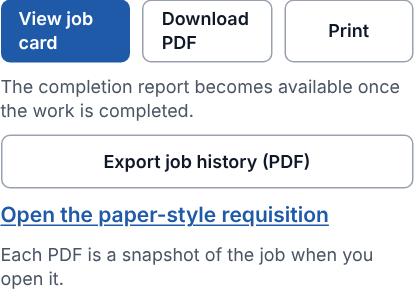 View job card
Download PDF
Print
The completion report becomes available once
the work is completed.
Export job history (PDF)
Open the paper-style requisition
Each PDF is a snapshot of the job when you
open it.